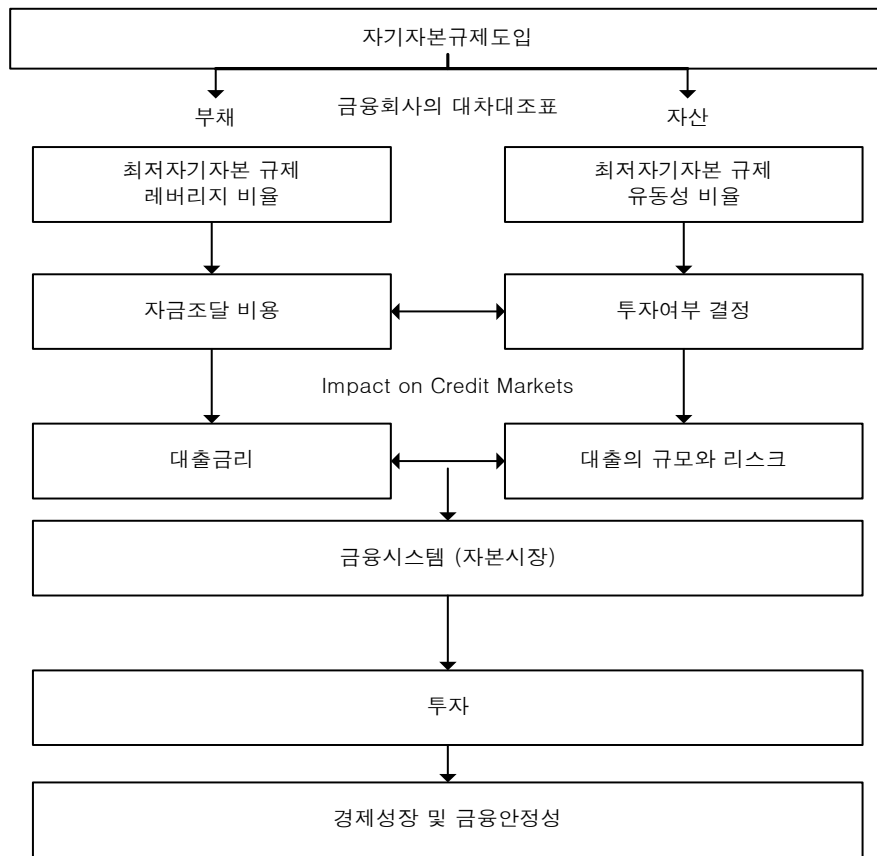 자기자본규제도입
금융회사의 대차대조표
부채
자산
최저자기자본 규제
레버리지 비율
최저자기자본 규제
유동성 비율
자금조달 비용
투자여부 결정
Impact on Credit Markets
대출금리
대출의 규모와 리스크
금융시스템 (자본시장)
투자
경제성장 및 금융안정성